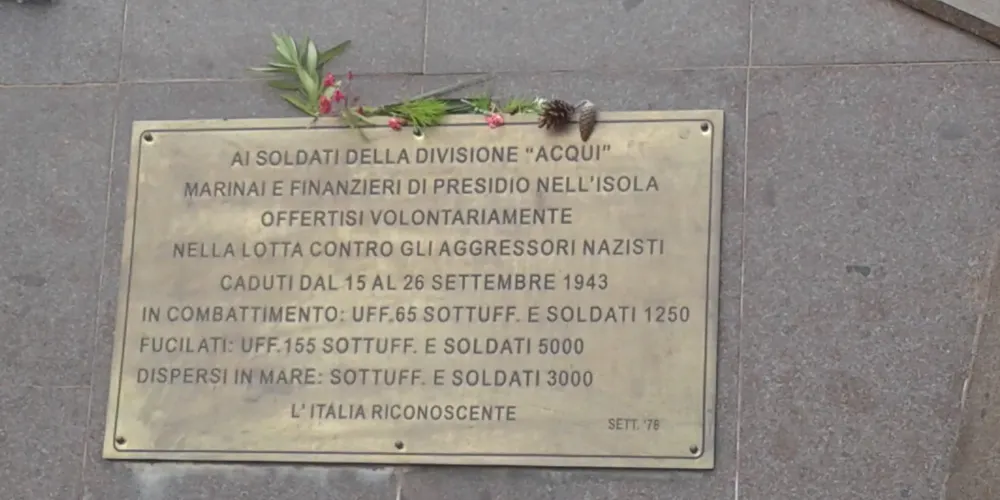 AI SOLDATI DELLA DIVISIONE "ACQUI"
MARINAI E FINANZIERI DI PRESIDIO NELL'ISOLA
OFFERTISI VOLONTARIAMENTE
NELLA LOTTA CONTRO GLI AGGRESSORI NAZISTI
CADUTI DAL 15 AL 26 SETTEMBRE 1943
IN COMBATTIMENTO: UFF.65 SOTTUFF. E SOLDATI 1250
FUCILATI: UFF.155 SOTTUFF. E SOLDATI 5000
DISPERSI IN MARE: SOTTUFF. E SOLDATI 3000
L' ITALIA RICONOSCENTE
SETT. '78